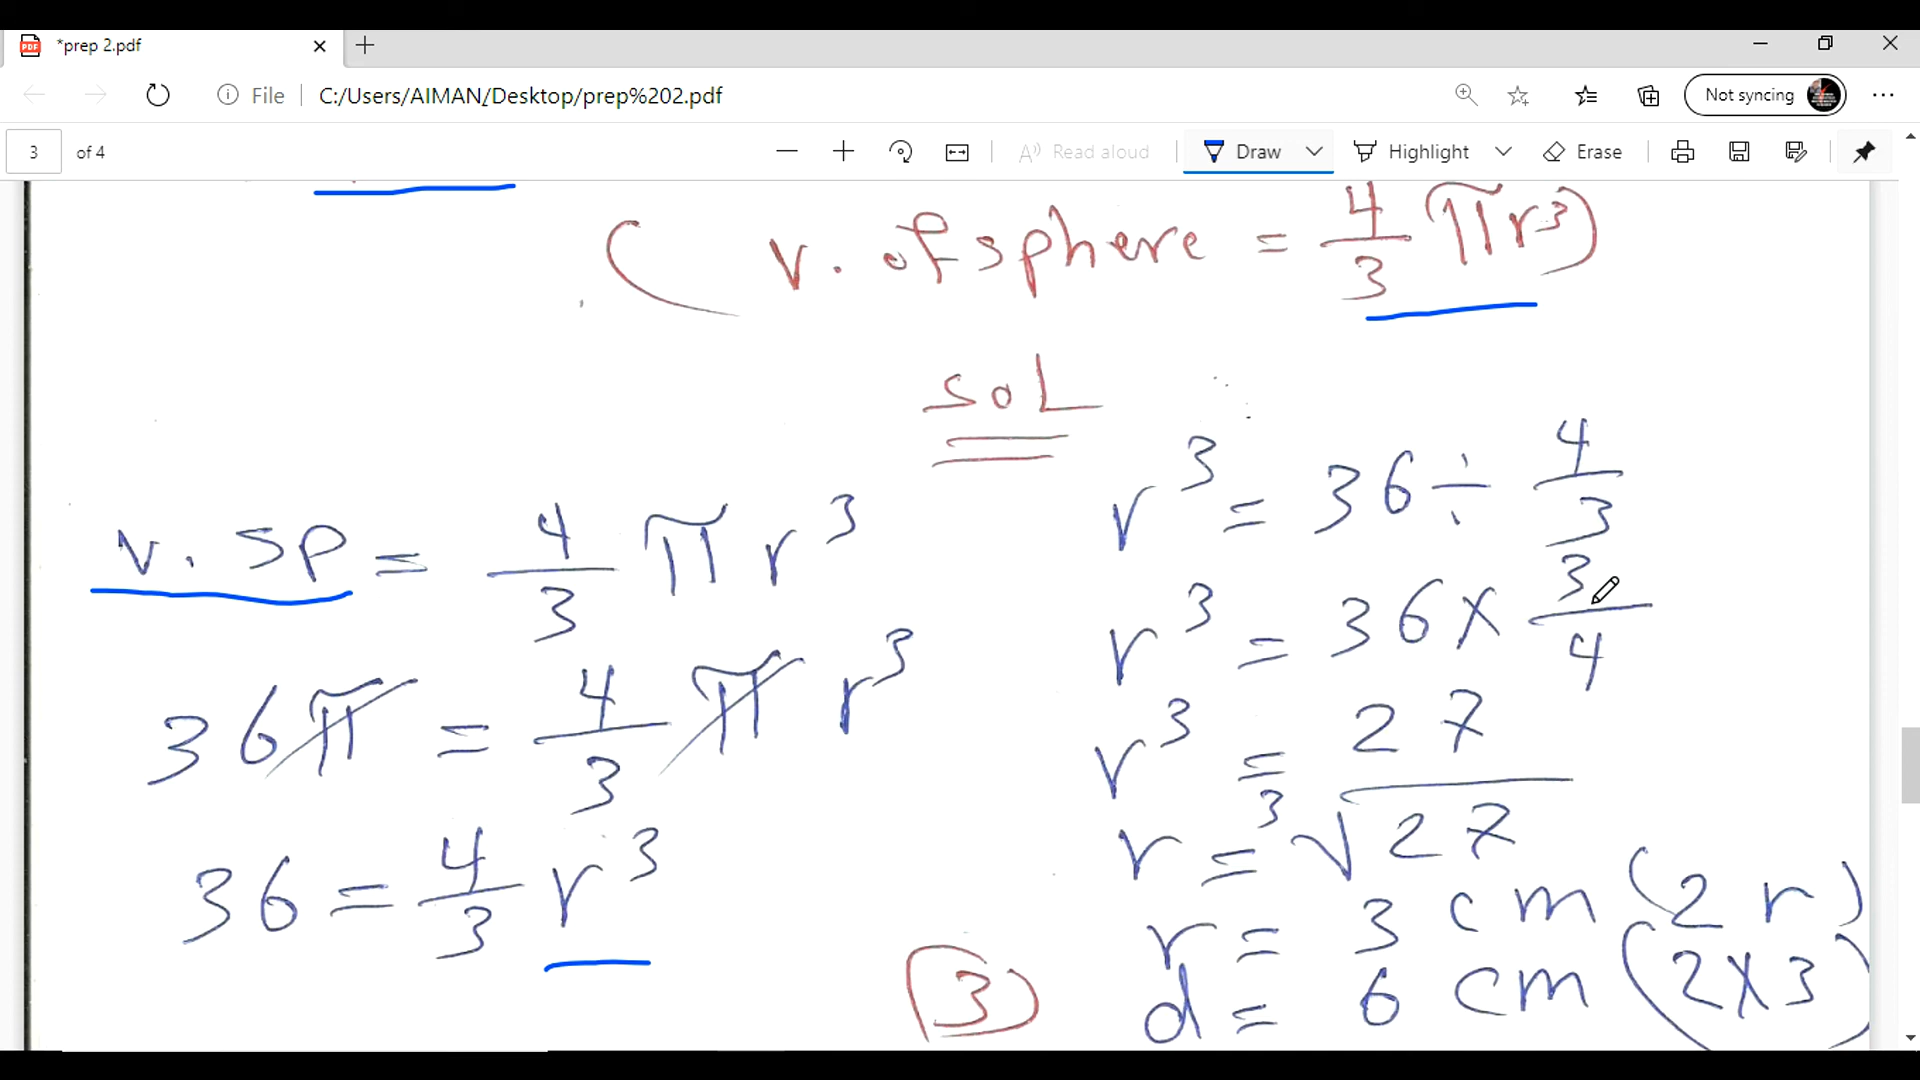 *prep 2.pdf
File C:/Users/AIMAN/Desktop/prep%202.pdf Not syncing
3 of 4 Read aloud Draw Highlight Erase
( v. of sphere = 4/3 πr³)
SOL
v. sp = 4/3 π r³
36π = 4/3 π r³
36 = 4/3 r³
r³ = 36 ÷ 4/3
r³ = 36 × 3/4
r³ = 27
r = ³√27
r = 3 cm (2 r)
d = 6 cm (2×3)
3